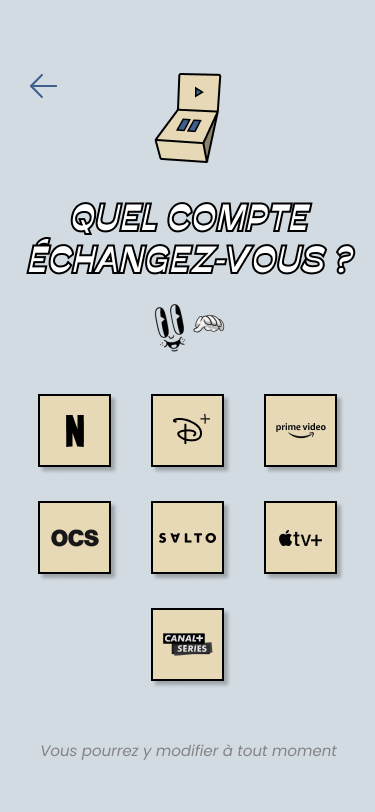 QUEL COMPTE
ÉCHANGEZ-VOUS ?
N
D+
prime video
OCS
SALTO
tv+
CANAL+
SERIES
Vous pourrez y modifier à tout moment